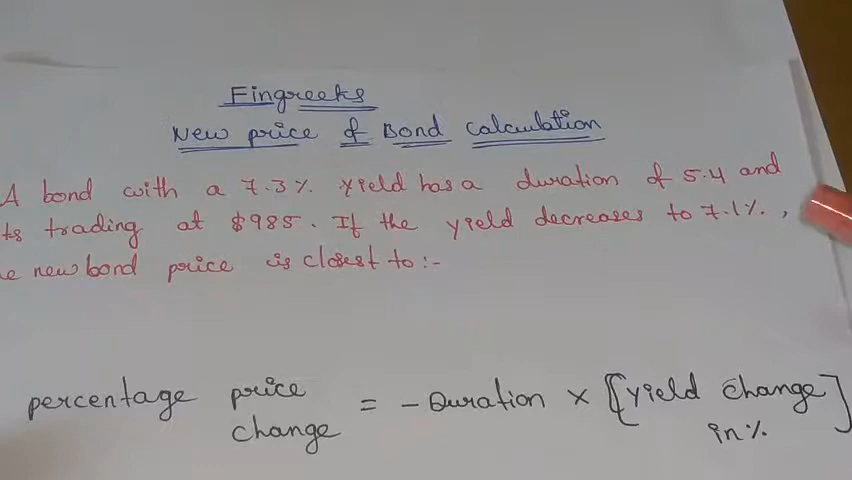 Fingreeks
New price of Bond calculation
A bond with a 7.3% yield has a duration of 5.4 and
ts trading at $985. If the yield decreases to 7.1%,
e new bond price is closest to:-
percentage price = - Duration × [Yield change
change in%]